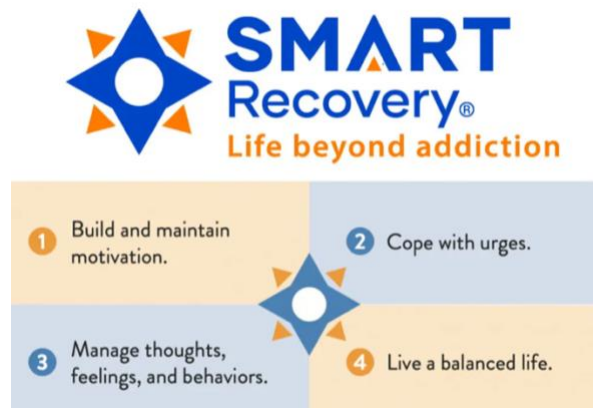 SMART
Recovery®
Life beyond addiction
1 Build and maintain
motivation.
2 Cope with urges.
3 Manage thoughts,
feelings, and behaviors.
4 Live a balanced life.